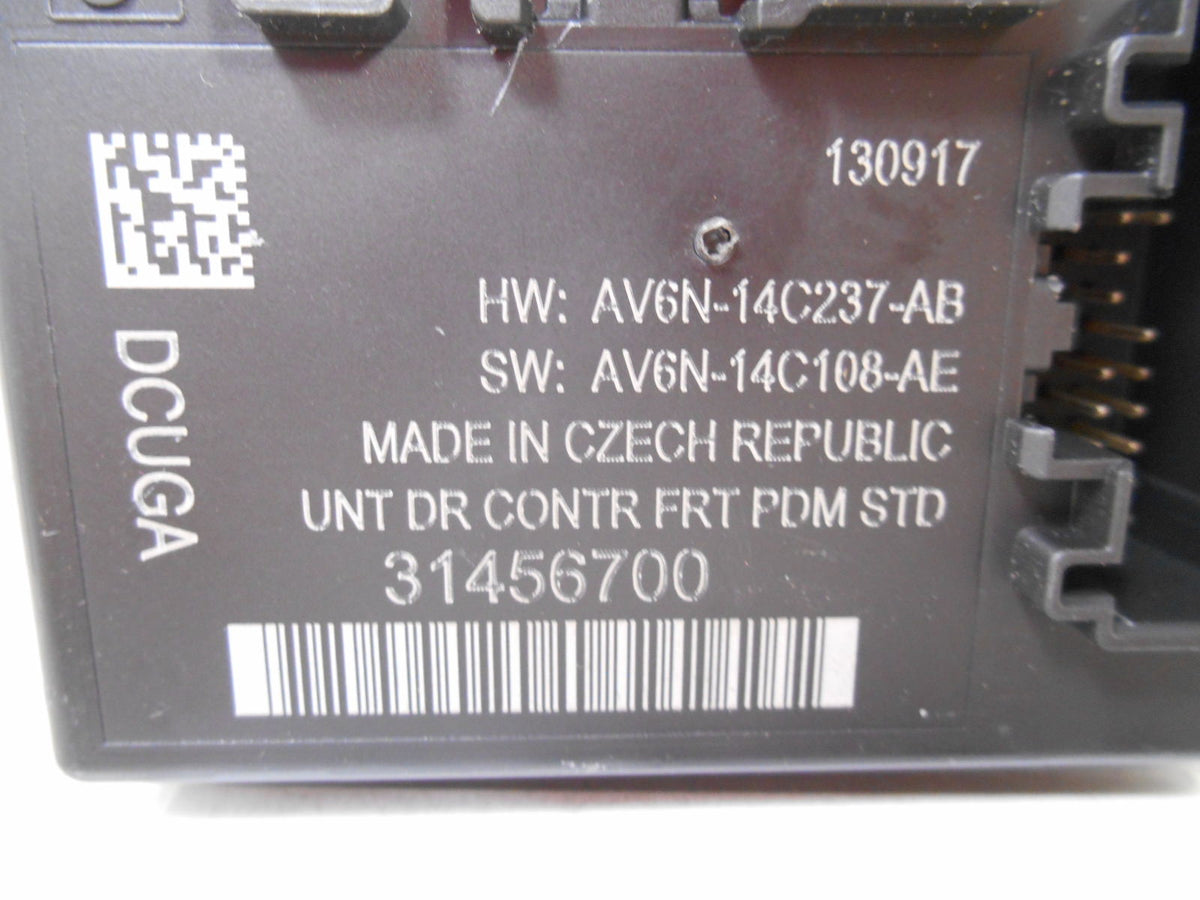 130917
HW: AV6N-14C237-AB
SW: AV6N-14C108-AE
MADE IN CZECH REPUBLIC
UNT DR CONTR FRT PDM STD
31456700
DCUGA